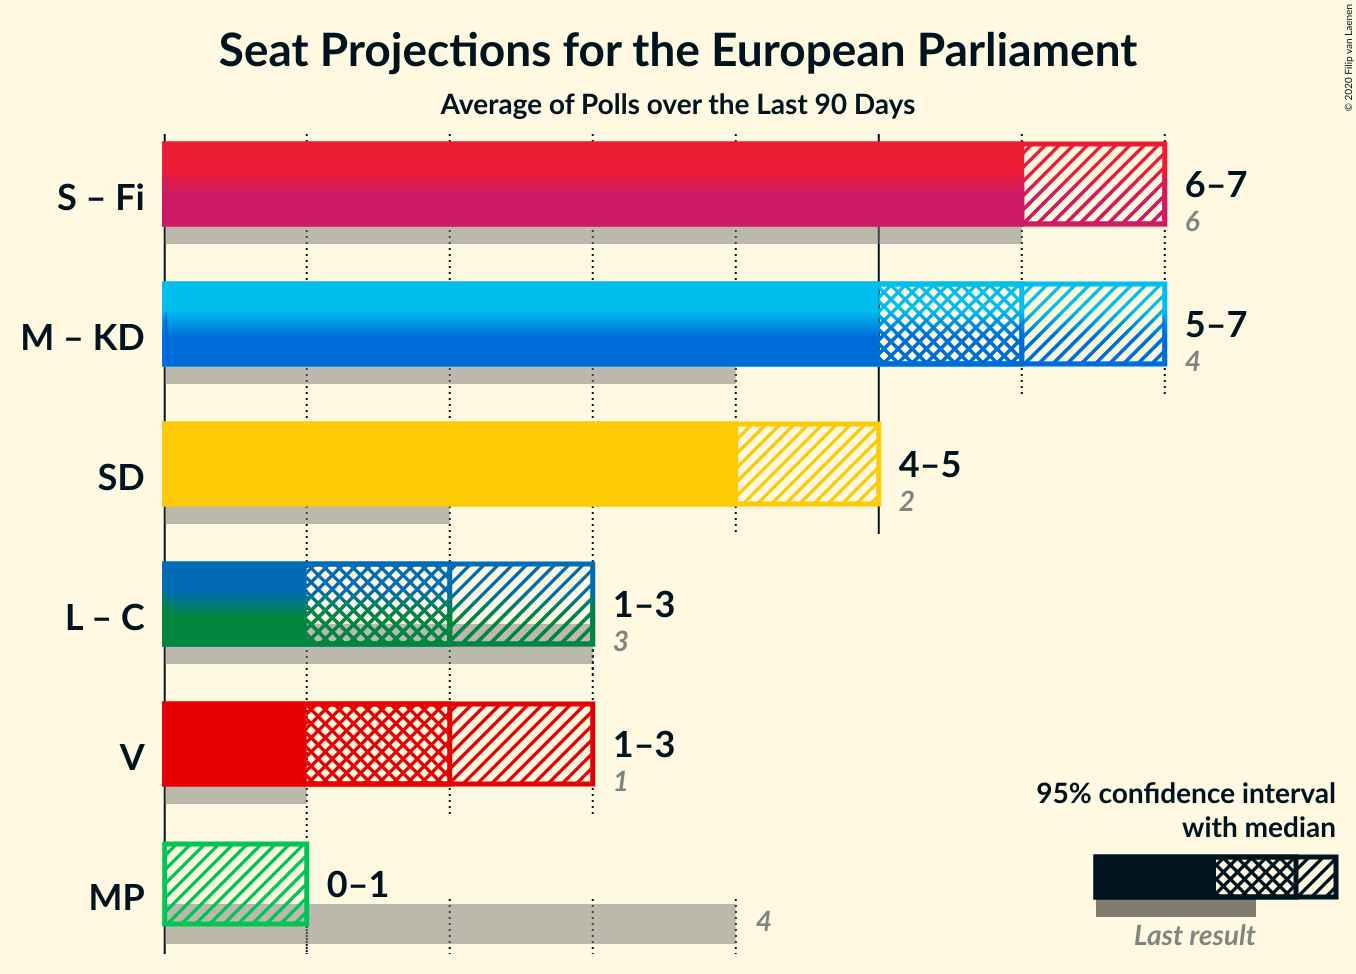 Seat Projections for the European Parliament
Average of Polls over the Last 90 Days
© 2020 Filip van Laenen
S – Fi
6–7
6
M – KD
5–7
4
SD
4–5
2
L – C
1–3
3
V
1–3
1
MP
0–1
4
95% confidence interval
with median
Last result